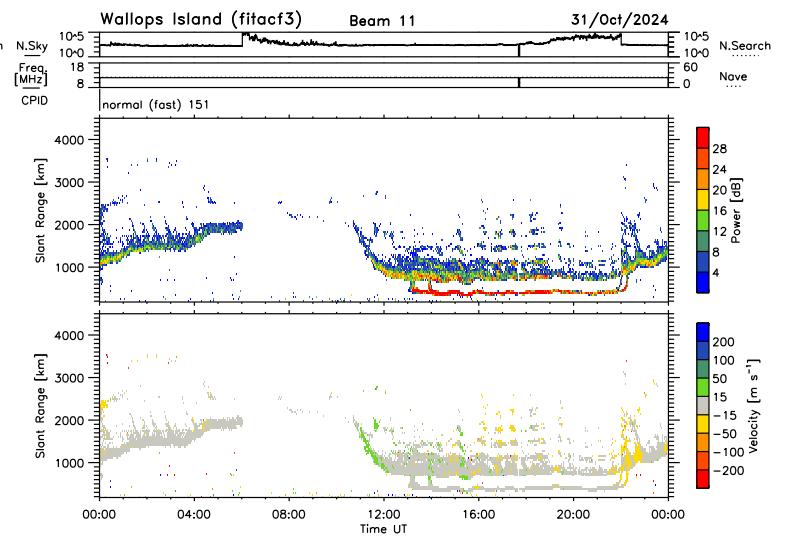 Wallops Island (fitacf3) Beam 11 31/Oct/2024
N.Sky 10^5 10^5 N.Search
10^0 10^0
Freq. 18 60 Nave
[MHz] 8 0
CPID
normal (fast) 151
4000
3000
2000
1000
Slant Range [km]
28
24
20
16
12
8
4
Power [dB]
4000
3000
2000
1000
Slant Range [km]
200
100
50
15
-15
-50
-100
-200
Velocity [m s⁻¹]
00:00 04:00 08:00 12:00 16:00 20:00 00:00
Time UT